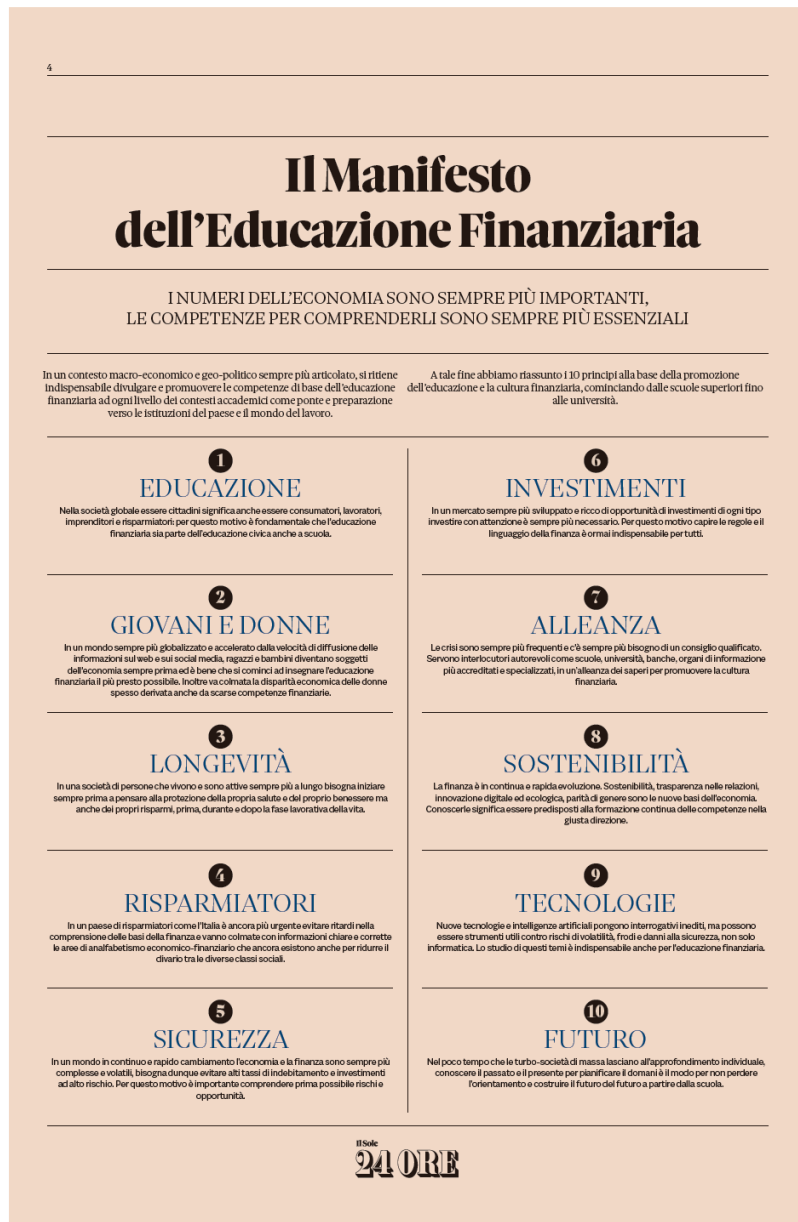 4
Il Manifesto
dell’Educazione Finanziaria
I NUMERI DELL’ECONOMIA SONO SEMPRE PIÙ IMPORTANTI,
LE COMPETENZE PER COMPRENDERLI SONO SEMPRE PIÙ ESSENZIALI
In un contesto macro-economico e geo-politico sempre più articolato, si ritiene
indispensabile divulgare e promuovere le competenze di base dell’educazione
finanziaria ad ogni livello dei contesti accademici come ponte e preparazione
verso le istituzioni del paese e il mondo del lavoro.
A tale fine abbiamo riassunto i 10 principi alla base della promozione
dell’educazione e la cultura finanziaria, cominciando dalle scuole superiori fino
alle università.
1
EDUCAZIONE
Nella società globale essere cittadini significa anche essere consumatori, lavoratori,
imprenditori e risparmiatori: per questo motivo è fondamentale che l’educazione
finanziaria sia parte dell’educazione civica anche a scuola.
2
GIOVANI E DONNE
In un mondo sempre più globalizzato e accelerato dalla velocità di diffusione delle
informazioni sul web e sui social media, ragazzi e bambini diventano soggetti
dell’economia sempre prima ed è bene che si cominci ad insegnare l’educazione
finanziaria il più presto possibile. Inoltre va colmata la disparità economica delle donne
spesso derivata anche da scarse competenze finanziarie.
3
LONGEVITÀ
In una società di persone che vivono e sono attive sempre più a lungo bisogna iniziare
sempre prima a pensare alla protezione della propria salute e del proprio benessere ma
anche dei propri risparmi, prima, durante e dopo la fase lavorativa della vita.
4
RISPARMIATORI
In un paese di risparmiatori come l’Italia è ancora più urgente evitare ritardi nella
comprensione delle basi della finanza e vanno colmate con informazioni chiare e corrette
le aree di analfabetismo economico-finanziario che ancora esistono anche per ridurre il
divario tra le diverse classi sociali.
5
SICUREZZA
In un mondo in continuo e rapido cambiamento l’economia e la finanza sono sempre più
complesse e volatili, bisogna dunque evitare alti tassi di indebitamento e investimenti
ad alto rischio. Per questo motivo è importante comprendere prima possibile rischi e
opportunità.
6
INVESTIMENTI
In un mercato sempre più sviluppato e ricco di opportunità di investimenti di ogni tipo
investire con attenzione è sempre più necessario. Per questo motivo capire le regole e il
linguaggio della finanza è ormai indispensabile per tutti.
7
ALLEANZA
Le crisi sono sempre più frequenti e c’è sempre più bisogno di un consiglio qualificato.
Servono interlocutori autorevoli come scuole, università, banche, organi di informazione
più accreditati e specializzati, in un’alleanza dei saperi per promuovere la cultura
finanziaria.
8
SOSTENIBILITÀ
La finanza è in continua e rapida evoluzione. Sostenibilità, trasparenza nelle relazioni,
innovazione digitale ed ecologica, parità di genere sono le nuove basi dell’economia.
Conoscerle significa essere predisposti alla formazione continua delle competenze nella
giusta direzione.
9
TECNOLOGIE
Nuove tecnologie e intelligenze artificiali pongono interrogativi inediti, ma possono
essere strumenti utili contro rischi di volatilità, frodi e danni alla sicurezza, non solo
informatica. Lo studio di questi temi è indispensabile anche per l’educazione finanziaria.
10
FUTURO
Nel poco tempo che le turbo-società di massa lasciano all’approfondimento individuale,
conoscere il passato e il presente per pianificare il domani è il modo per non perdere
l’orientamento e costruire il futuro del futuro a partire dalla scuola.
Il Sole
24 ORE